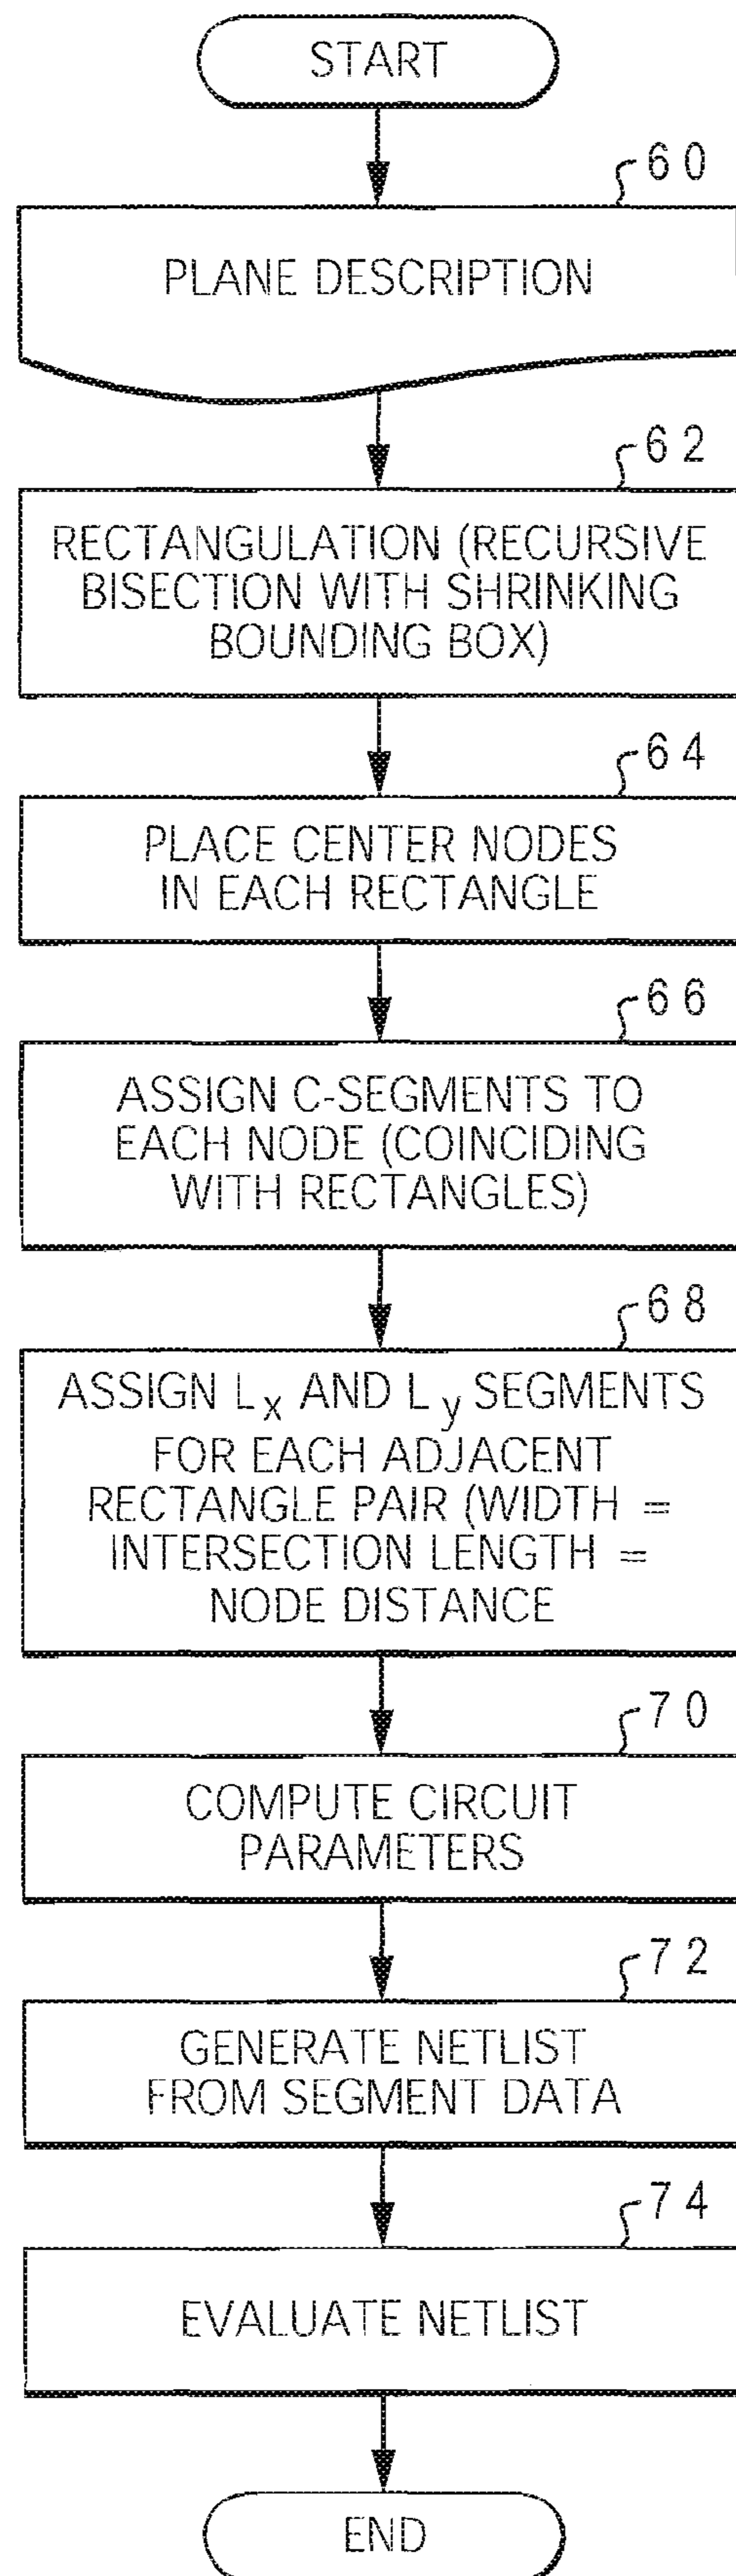 START
60
PLANE DESCRIPTION
62
RECTANGULATION (RECURSIVE
BISECTION WITH SHRINKING
BOUNDING BOX)
64
PLACE CENTER NODES
IN EACH RECTANGLE
66
ASSIGN C-SEGMENTS TO
EACH NODE (COINCIDING
WITH RECTANGLES)
68
ASSIGN Lx AND Ly SEGMENTS
FOR EACH ADJACENT
RECTANGLE PAIR (WIDTH =
INTERSECTION LENGTH =
NODE DISTANCE
70
COMPUTE CIRCUIT
PARAMETERS
72
GENERATE NETLIST
FROM SEGMENT DATA
74
EVALUATE NETLIST
END